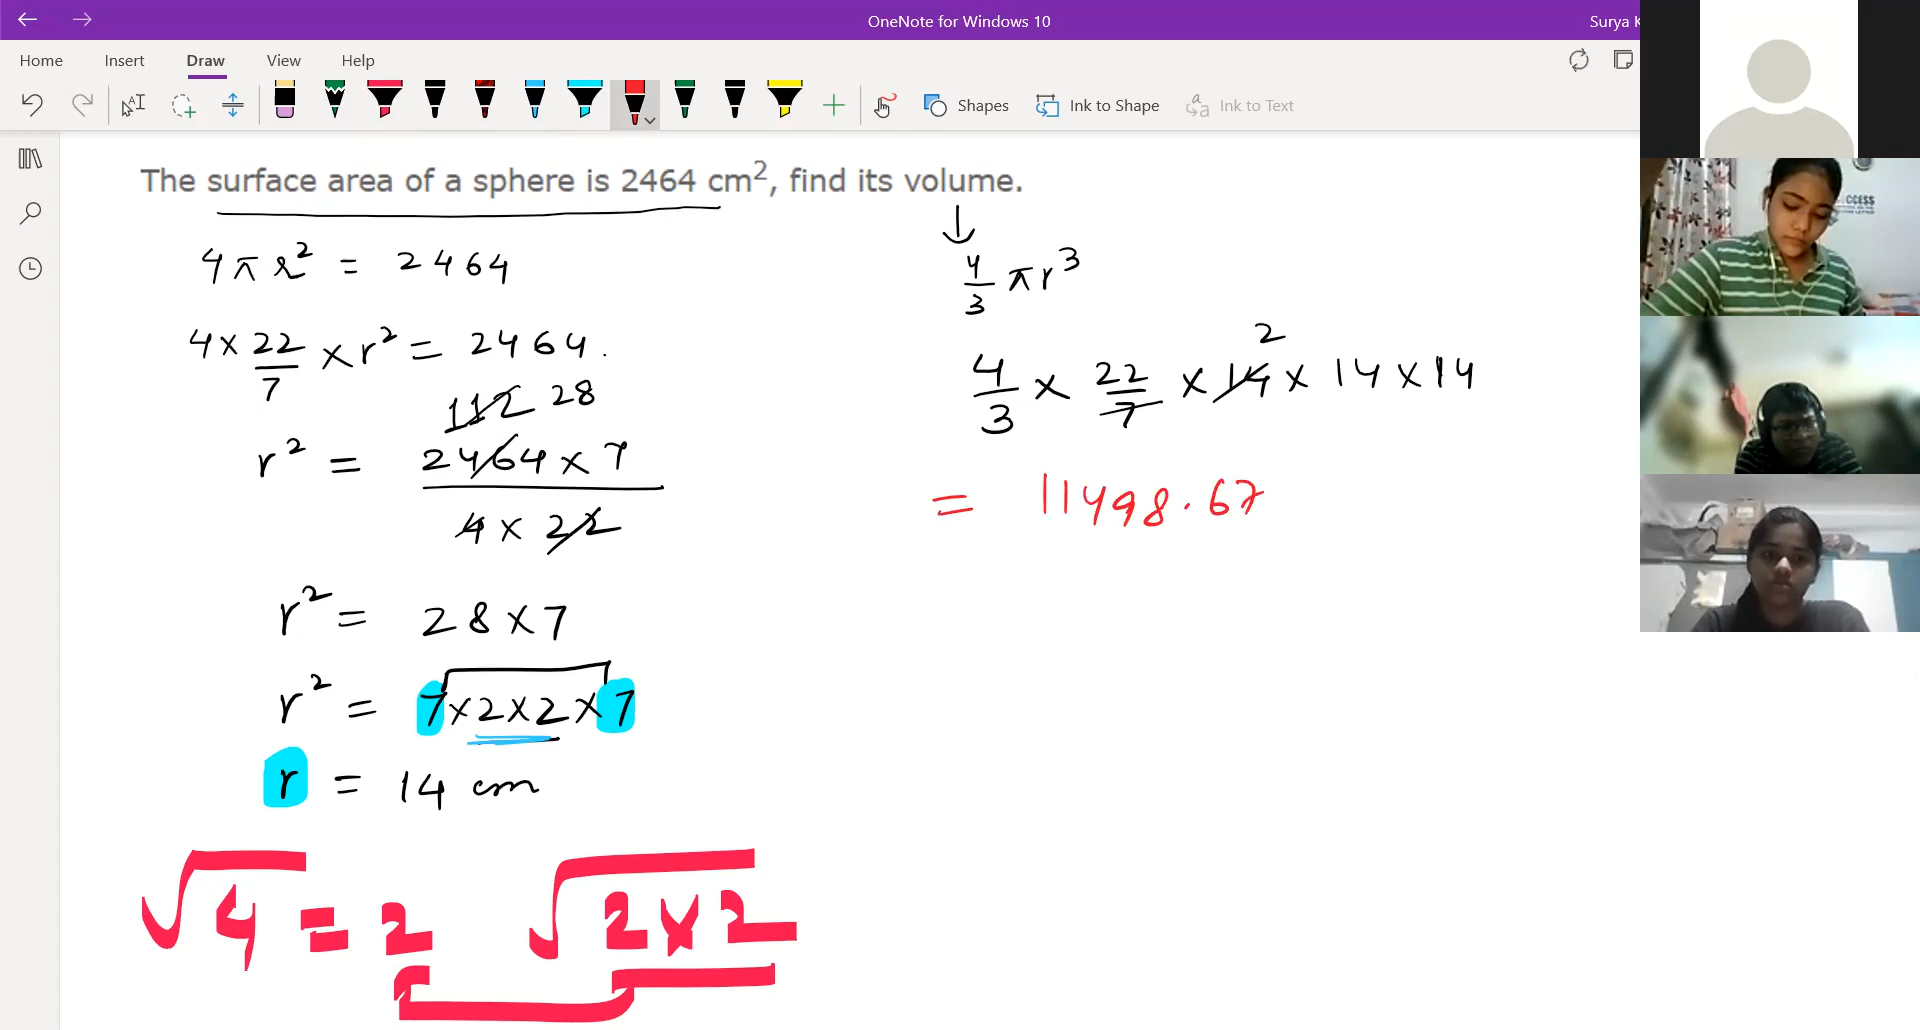 OneNote for Windows 10
Surya K
Home Insert Draw View Help
Shapes Ink to Shape Ink to Text
The surface area of a sphere is 2464 cm², find its volume.
4πr² = 2464
4 × 22/7 × r² = 2464.
112 28
r² = 2464 × 7
4 × 22
r² = 28×7
r² = 7×2×2×7
r = 14 cm
√4 = 2 √2×2
4/3 πr³
2
4/3 × 22/7 × 14 × 14 × 14
= 11498.67